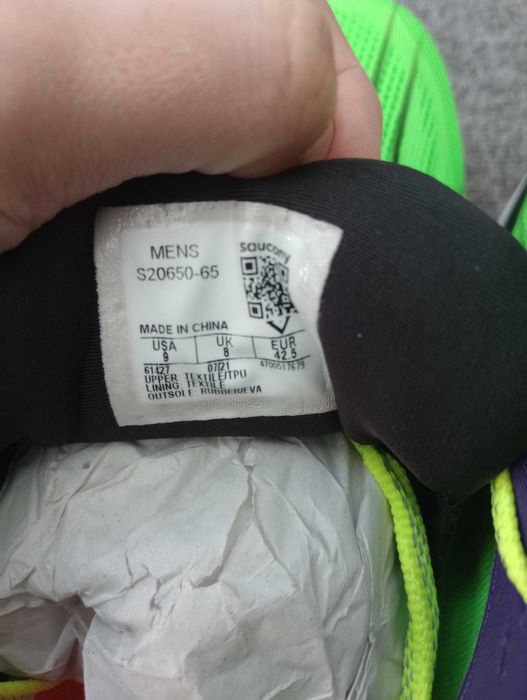 saucony
MENS
S20650-65
MADE IN CHINA
USA UK EUR
9 8 42.5
61427 07/21 4700517679
UPPER TEXTILE/TPU
LINING TEXTILE
OUTSOLE RUBBER/EVA